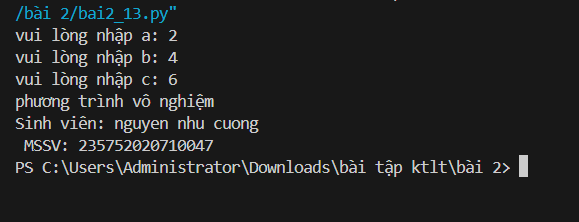 /bài 2/bai2_13.py"
vui lòng nhập a: 2
vui lòng nhập b: 4
vui lòng nhập c: 6
phương trình vô nghiệm
Sinh viên: nguyen nhu cuong
MSSV: 235752020710047
PS C:\Users\Administrator\Downloads\bài tập ktlt\bài 2>